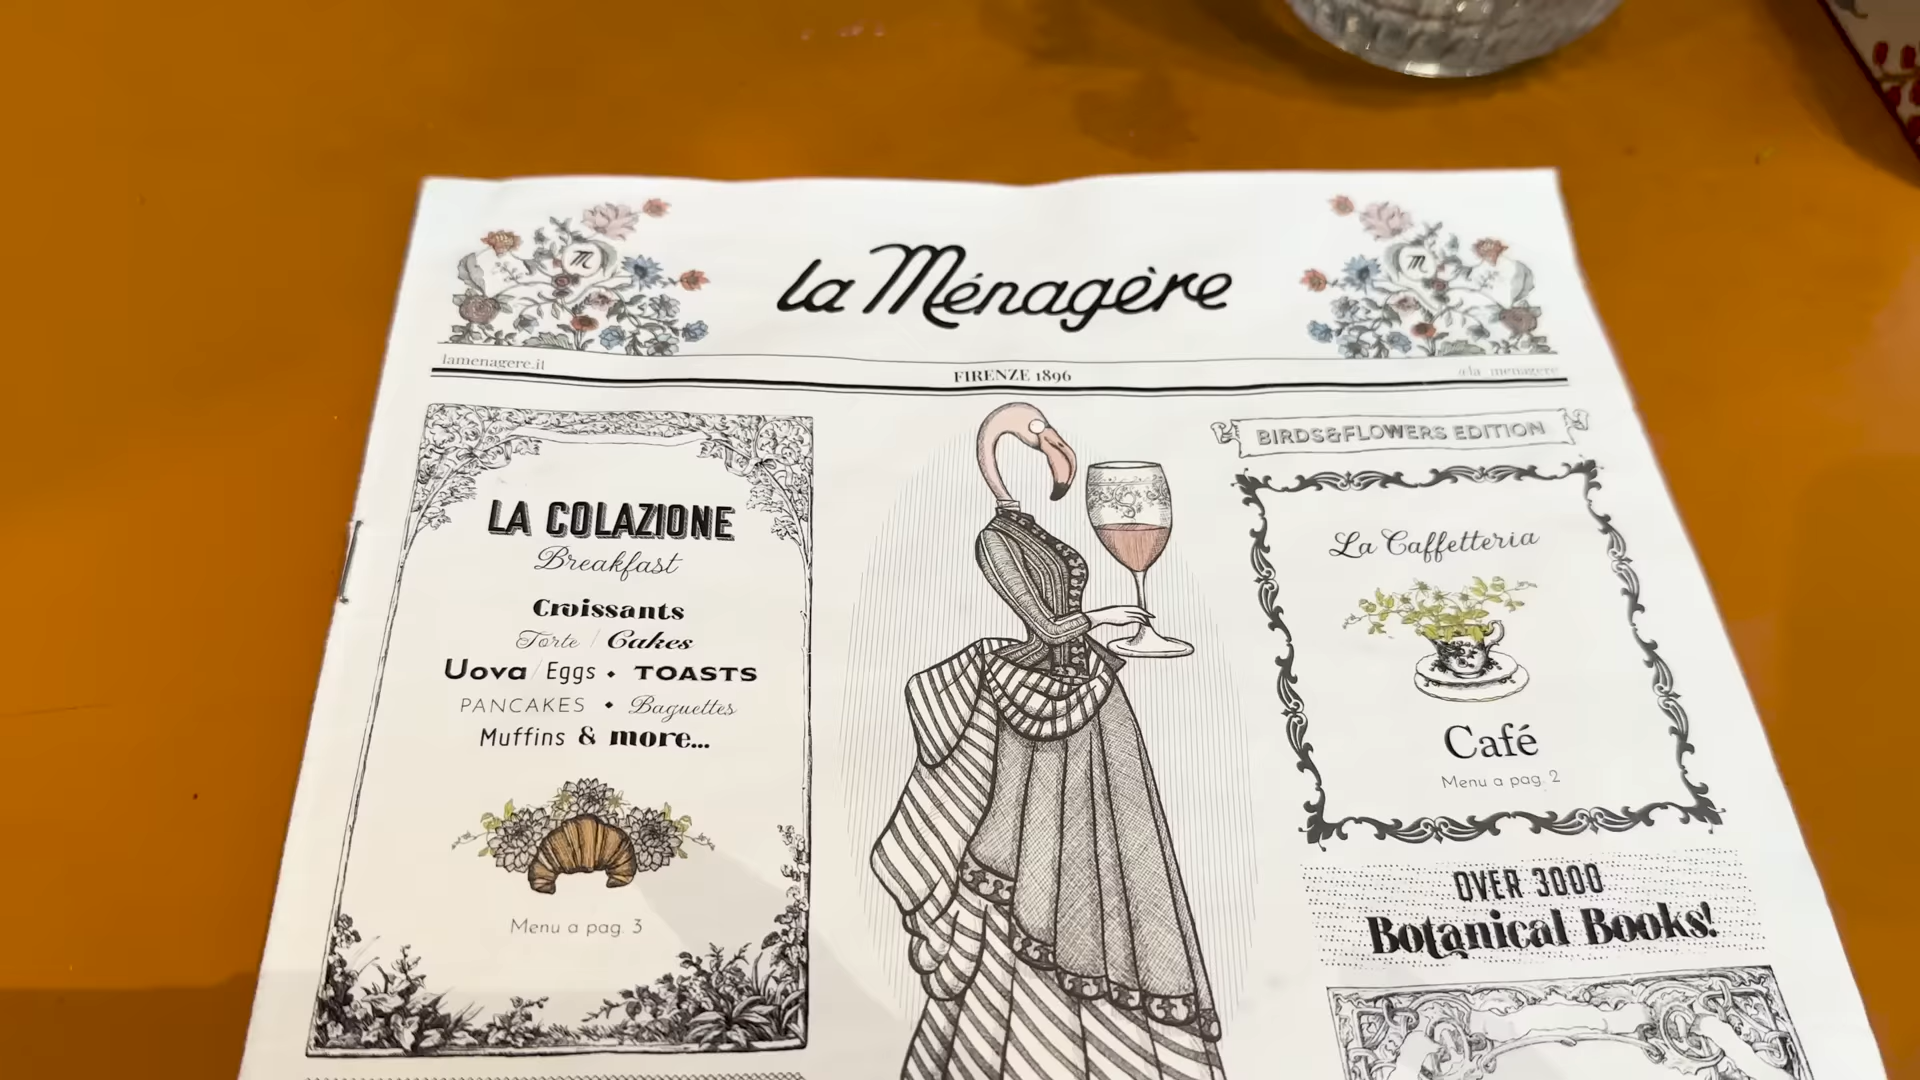 la Ménagère
lamenagere.it
FIRENZE 1896
@la_menagere
LA COLAZIONE
Breakfast
Croissants
Torte / Cakes
Uova / Eggs • TOASTS
PANCAKES • Baguettes
Muffins & more...
Menu a pag. 3
BIRDS&FLOWERS EDITION
La Caffetteria
Café
Menu a pag. 2
OVER 3000
Botanical Books!